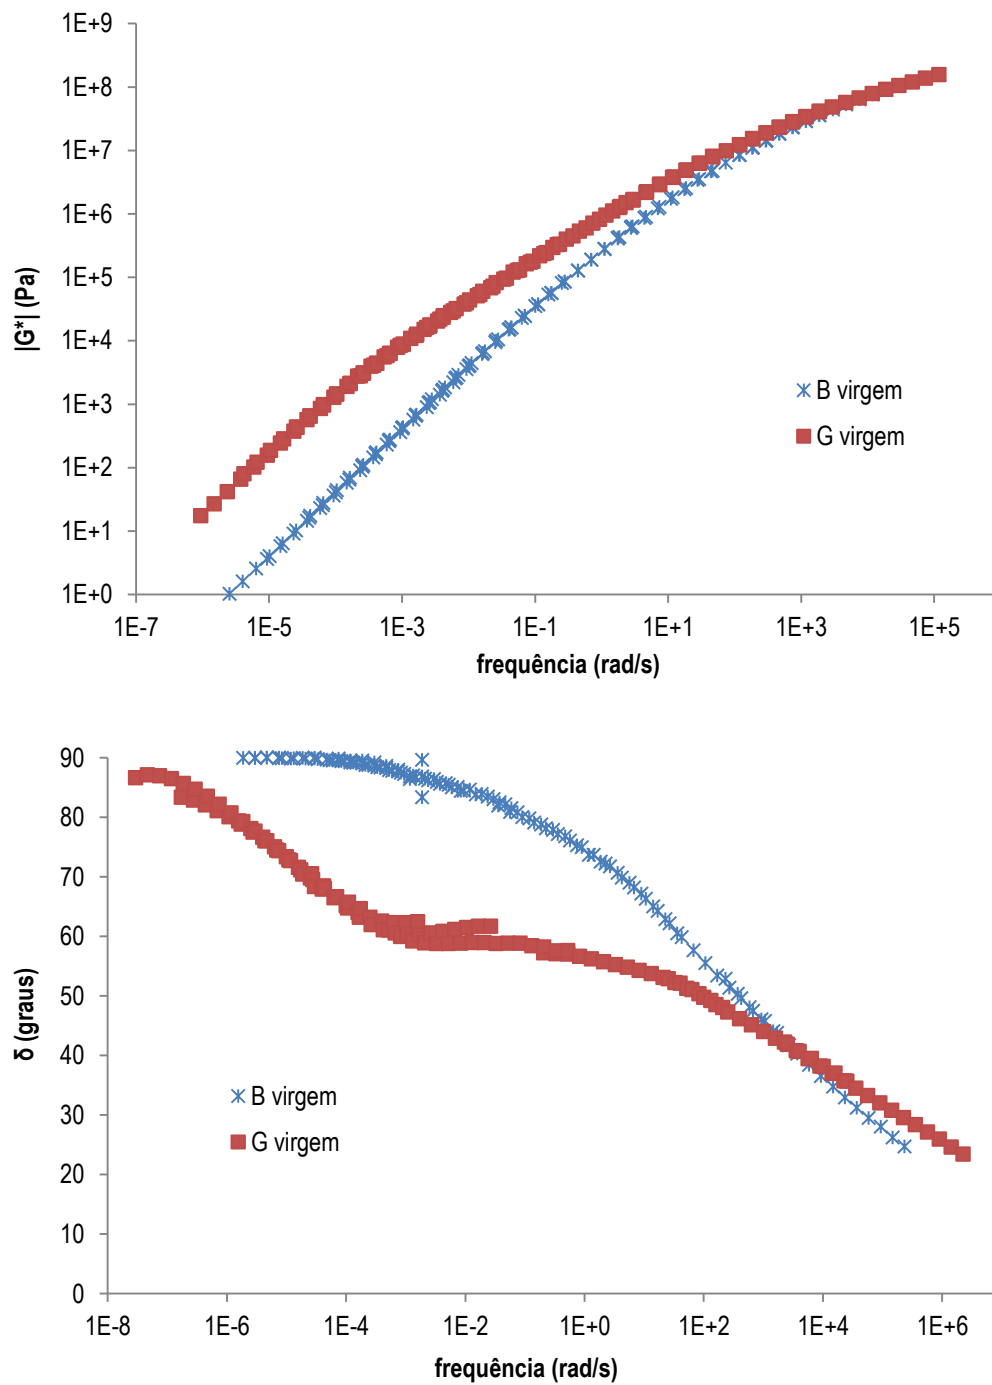 1E+9
1E+8
1E+7
1E+6
1E+5
1E+4
1E+3
1E+2
1E+1
1E+0
|G*| (Pa)
B virgem
G virgem
1E-7 1E-5 1E-3 1E-1 1E+1 1E+3 1E+5
frequência (rad/s)
90
80
70
60
50
40
30
20
10
0
δ (graus)
B virgem
G virgem
1E-8 1E-6 1E-4 1E-2 1E+0 1E+2 1E+4 1E+6
frequência (rad/s)